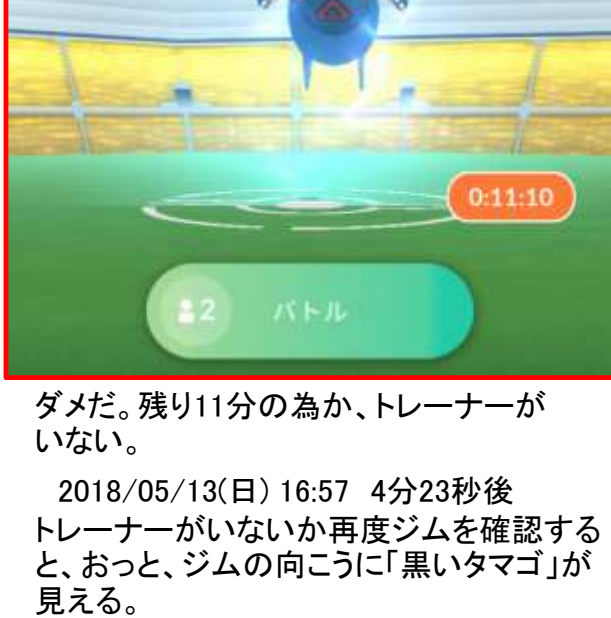 0:11:10
2 バトル
ダメだ。残り11分の為か、トレーナーが
いない。
2018/05/13(日) 16:57 4分23秒後
トレーナーがいないか再度ジムを確認する
と、おっと、ジムの向こうに「黒いタマゴ」が
見える。